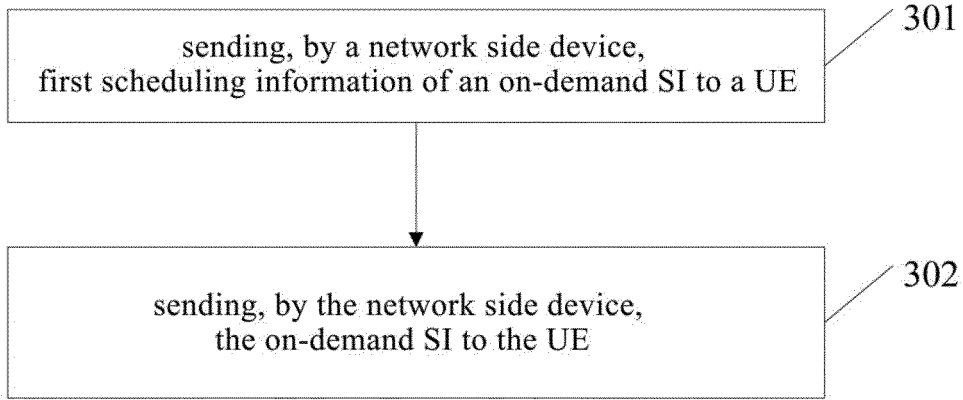 301
sending, by a network side device,
first scheduling information of an on-demand SI to a UE
302
sending, by the network side device,
the on-demand SI to the UE